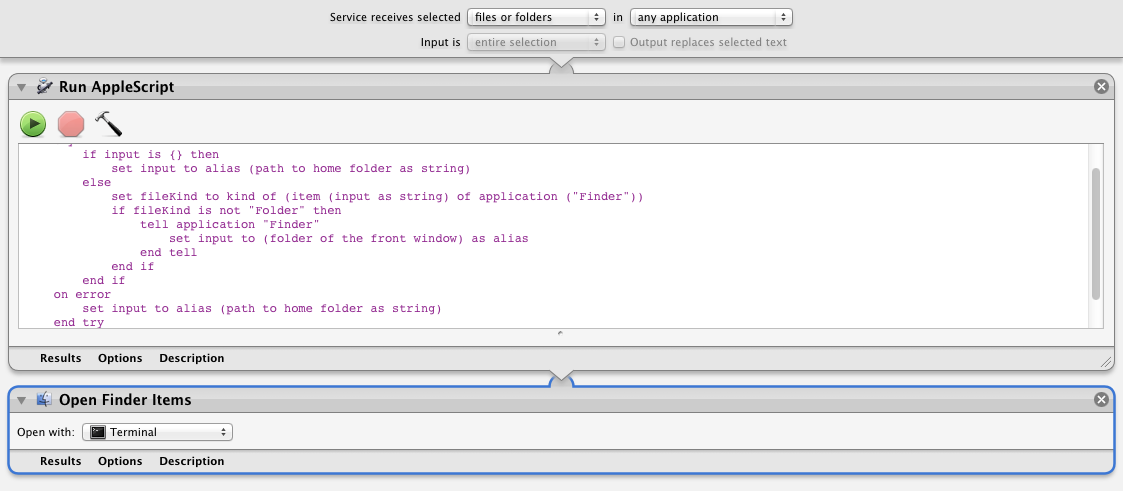 Service receives selected files or folders in any application
Input is entire selection Output replaces selected text
Run AppleScript
if input is {} then
set input to alias (path to home folder as string)
else
set fileKind to kind of (item (input as string) of application ("Finder"))
if fileKind is not "Folder" then
tell application "Finder"
set input to (folder of the front window) as alias
end tell
end if
end if
on error
set input to alias (path to home folder as string)
end try
Results Options Description
Open Finder Items
Open with: Terminal
Results Options Description